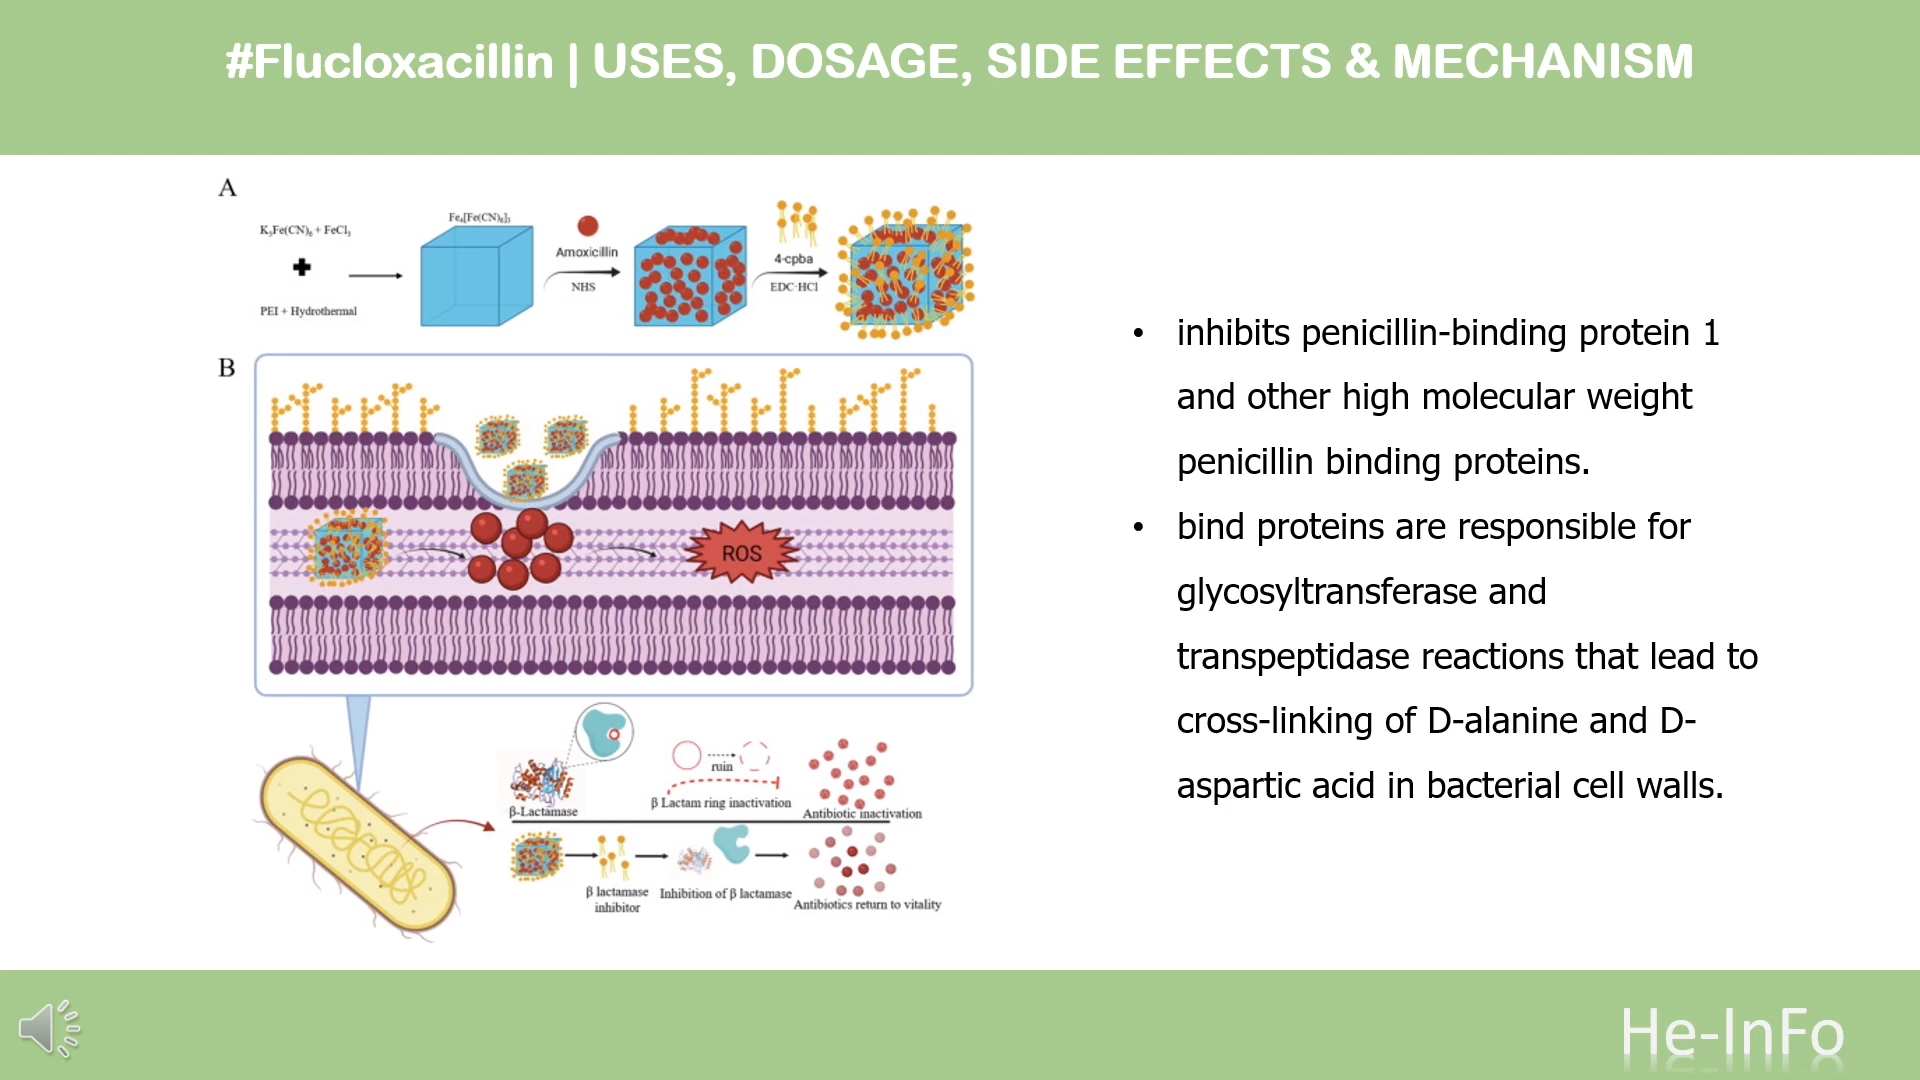 #Flucloxacillin | USES, DOSAGE, SIDE EFFECTS & MECHANISM
A
K₃Fe(CN)₆ + FeCl₃
PEI + Hydrothermal
Fe₄[Fe(CN)₆]₃
Amoxicillin
NHS
4-cpba
EDC·HCl
B
ROS
β-Lactamase
ruin
β Lactam ring inactivation
Antibiotic inactivation
β lactamase
inhibitor
Inhibition of β lactamase
Antibiotics return to vitality
• inhibits penicillin-binding protein 1
and other high molecular weight
penicillin binding proteins.
• bind proteins are responsible for
glycosyltransferase and
transpeptidase reactions that lead to
cross-linking of D-alanine and D-
aspartic acid in bacterial cell walls.
He-InFo